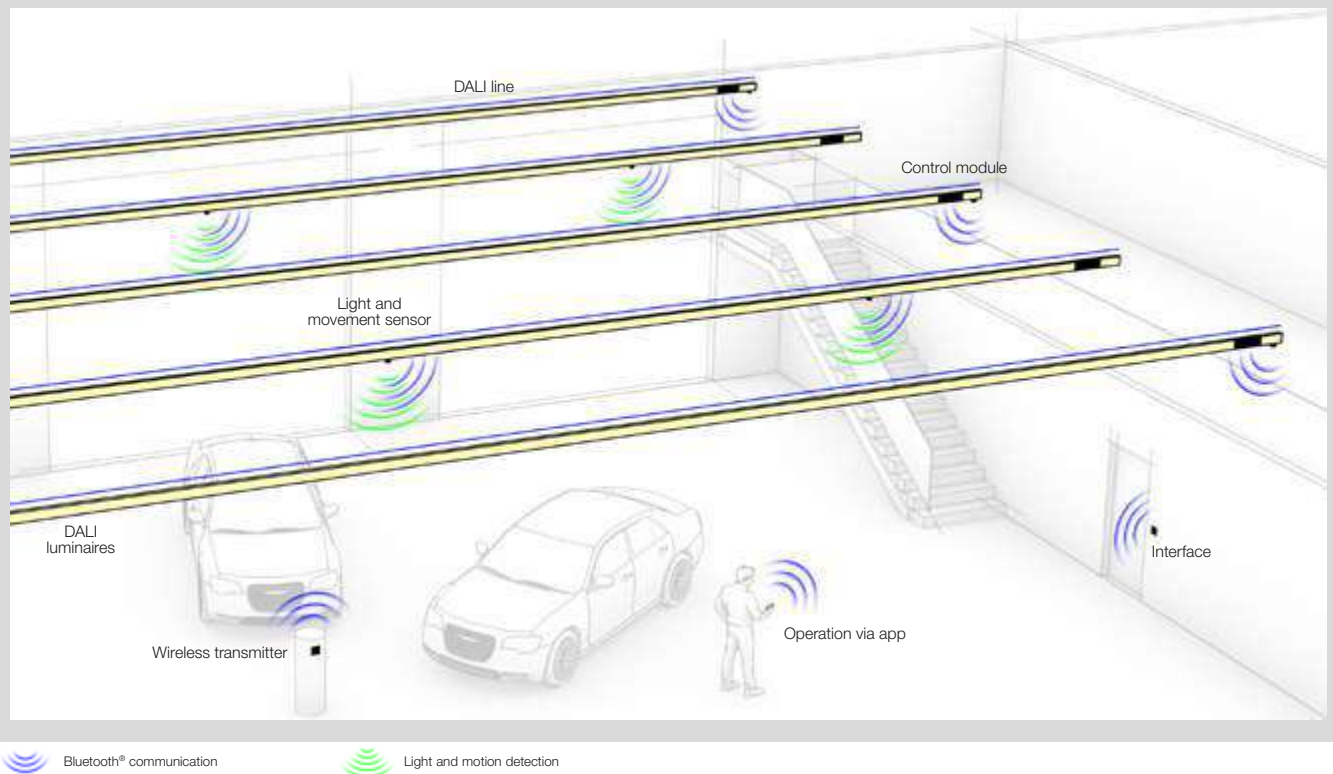 DALI line
Control module
Light and
movement sensor
DALI
luminaires
Interface
Operation via app
Wireless transmitter
Bluetooth® communication
Light and motion detection